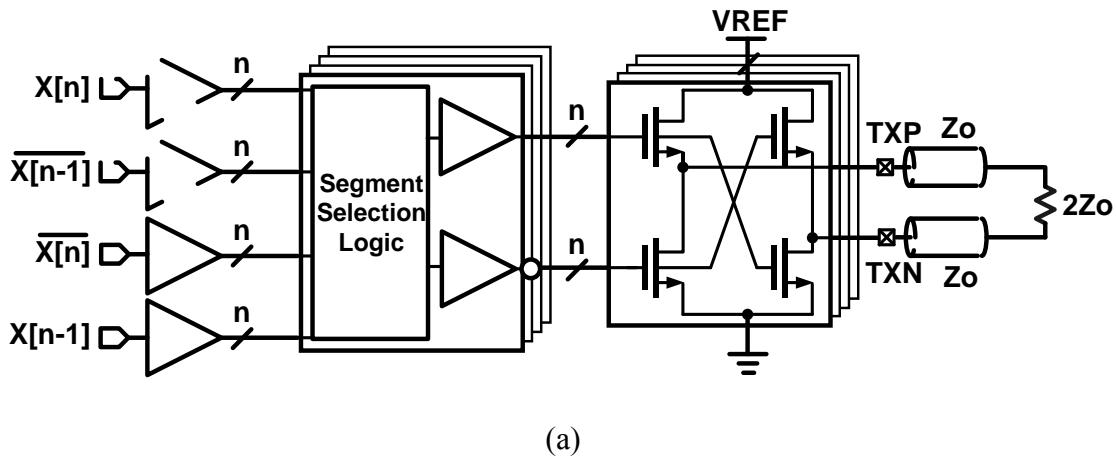 VREF
X[n]
n
n
TXP
Zo
X̅[̅n̅-̅1̅]̅
n
Segment
Selection
Logic
2Zo
X̅[̅n̅]̅
n
n
TXN
Zo
X[n-1]
n
(a)